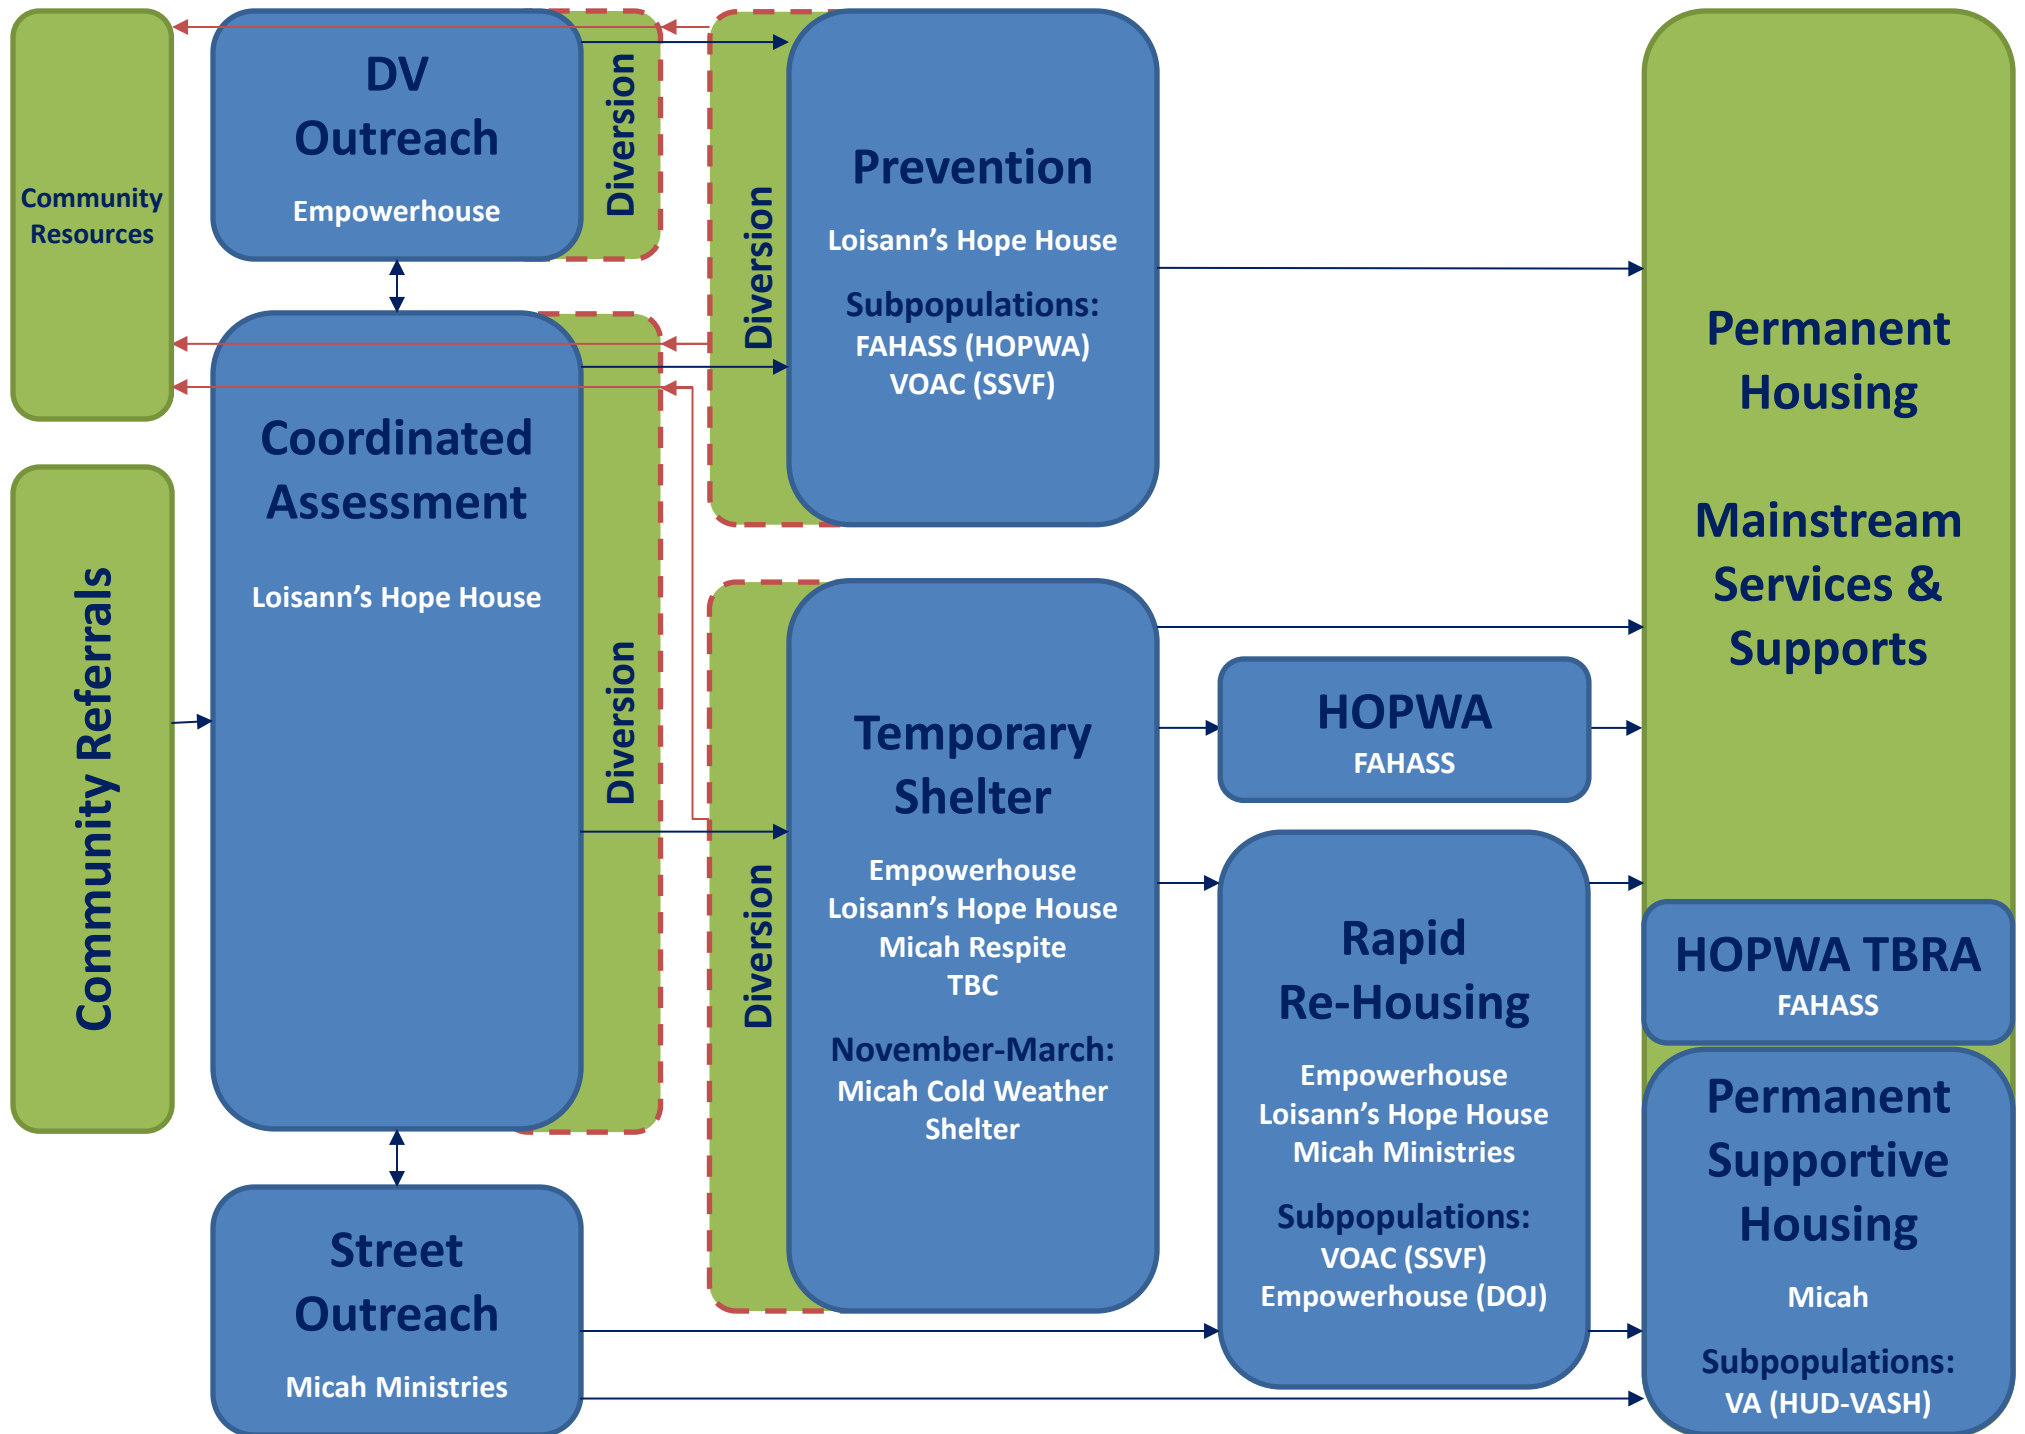 Community
Resources
Community Referrals
DV
Outreach
Empowerhouse
Diversion
Coordinated
Assessment
Loisann’s Hope House
Diversion
Street
Outreach
Micah Ministries
Diversion
Prevention
Loisann’s Hope House
Subpopulations:
FAHASS (HOPWA)
VOAC (SSVF)
Diversion
Temporary
Shelter
Empowerhouse
Loisann’s Hope House
Micah Respite
TBC
November-March:
Micah Cold Weather
Shelter
HOPWA
FAHASS
Rapid
Re-Housing
Empowerhouse
Loisann’s Hope House
Micah Ministries
Subpopulations:
VOAC (SSVF)
Empowerhouse (DOJ)
Permanent
Housing
Mainstream
Services &
Supports
HOPWA TBRA
FAHASS
Permanent
Supportive
Housing
Micah
Subpopulations:
VA (HUD-VASH)